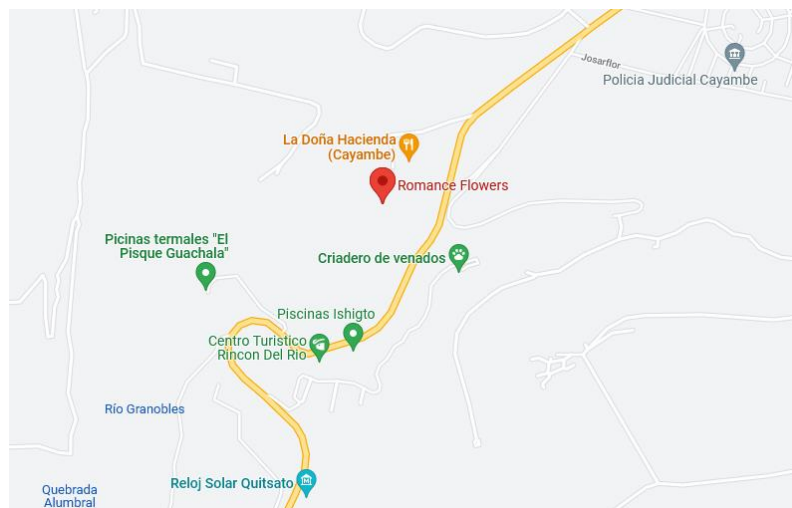 Josarflor
Policia Judicial Cayambe
La Doña Hacienda
(Cayambe)
Romance Flowers
Picinas termales "El
Pisque Guachala"
Criadero de venados
Piscinas Ishigto
Centro Turistico
Rincon Del Rio
Río Granobles
Reloj Solar Quitsato
Quebrada
Alumbral